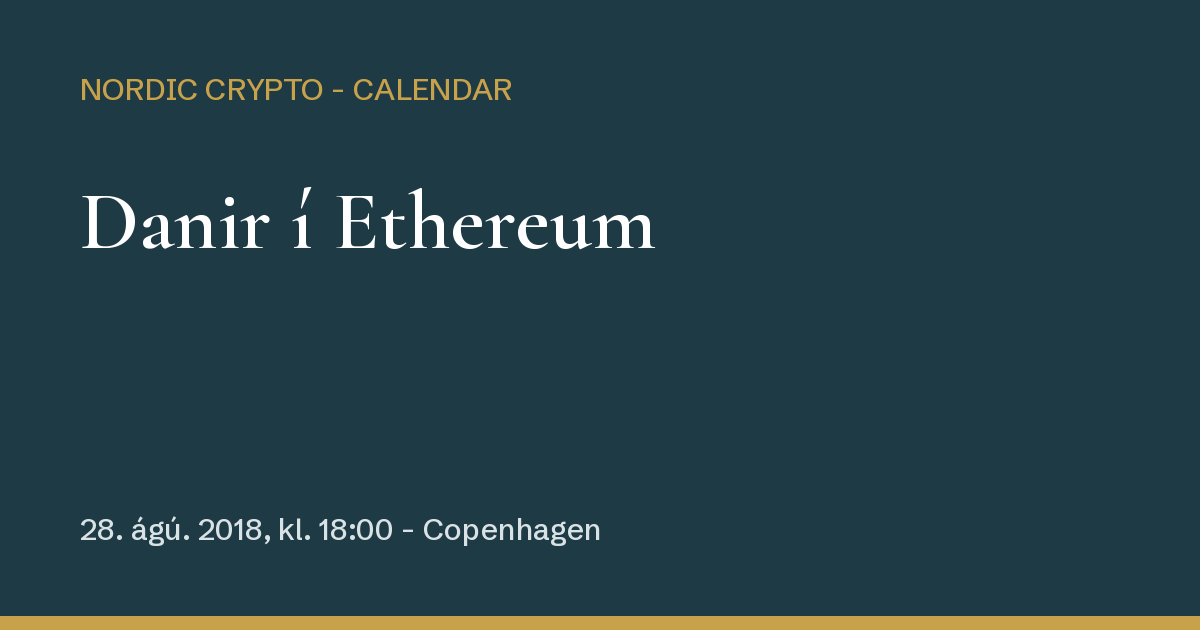 NORDIC CRYPTO - CALENDAR
Danir í Ethereum
28. ágú. 2018, kl. 18:00 - Copenhagen